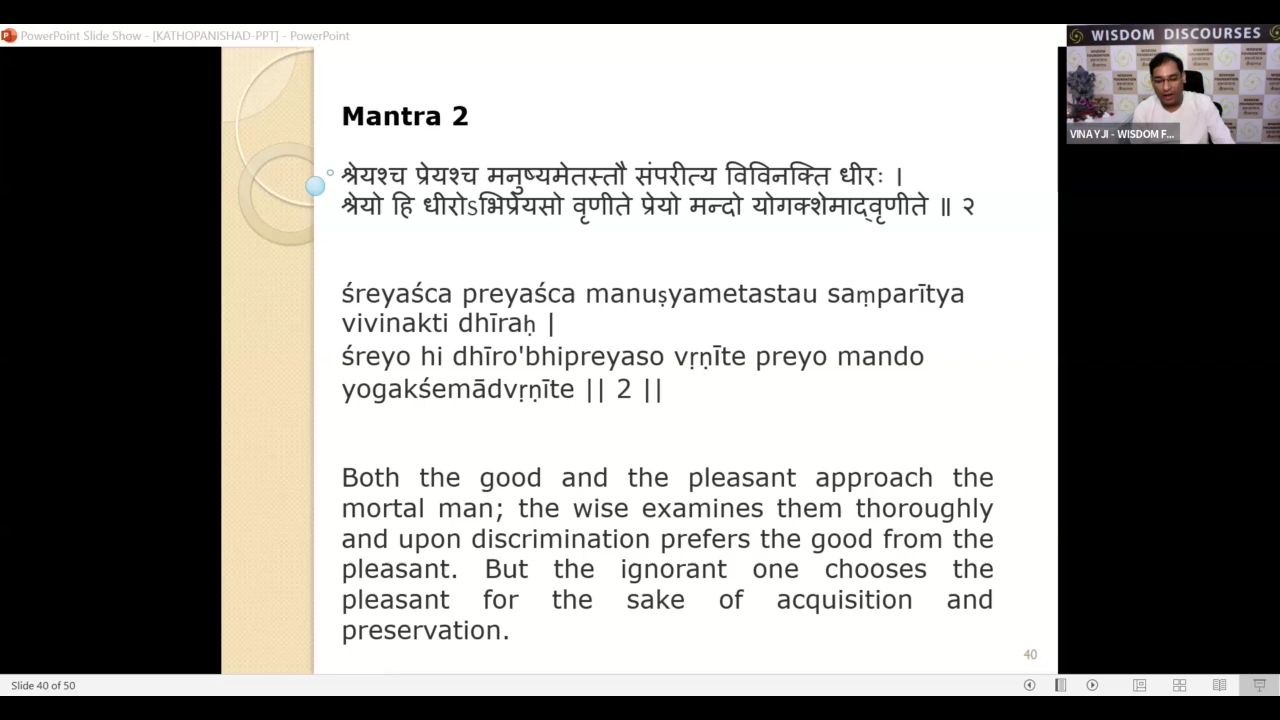 PowerPoint Slide Show - [KATHOPANISHAD-PPT] - PowerPoint
WISDOM DISCOURSES
VINAYJI - WISDOM F...
Mantra 2
श्रेयश्च प्रेयश्च मनुष्यमेतस्तौ संपरीत्य विविनक्ति धीरः ।
श्रेयो हि धीरोऽभिप्रेयसो वृणीते प्रेयो मन्दो योगक्शेमाद्वृणीते ॥ २
śreyaśca preyaśca manuṣyametastau saṃparītya
vivinakti dhīraḥ |
śreyo hi dhīro'bhipreyaso vṛṇīte preyo mando
yogakśemādvṛṇīte || 2 ||
Both the good and the pleasant approach the
mortal man; the wise examines them thoroughly
and upon discrimination prefers the good from the
pleasant. But the ignorant one chooses the
pleasant for the sake of acquisition and
preservation.
40
Slide 40 of 50